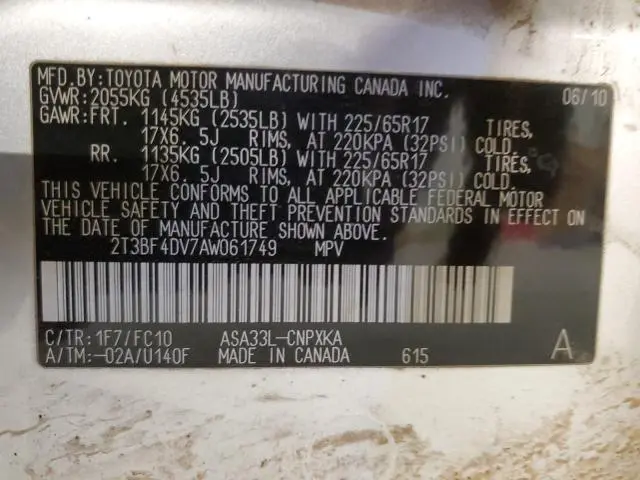 MFD. BY: TOYOTA MOTOR MANUFACTURING CANADA INC. 06/10
GVWR: 2055KG (4535LB)
GAWR: FRT. 1145KG (2535LB) WITH 225/65R17 TIRES,
17X6. 5J RIMS, AT 220KPA (32PSI) COLD.
RR. 1135KG (2505LB) WITH 225/65R17 TIRES,
17X6. 5J RIMS, AT 220KPA (32PSI) COLD.
THIS VEHICLE CONFORMS TO ALL APPLICABLE FEDERAL MOTOR
VEHICLE SAFETY AND THEFT PREVENTION STANDARDS IN EFFECT ON
THE DATE OF MANUFACTURE SHOWN ABOVE.
2T3BF4DV7AW061749 MPV
C/TR: 1F7/FC10 ASA33L-CNPXKA
A/TM: -02A/U140F MADE IN CANADA 615 A